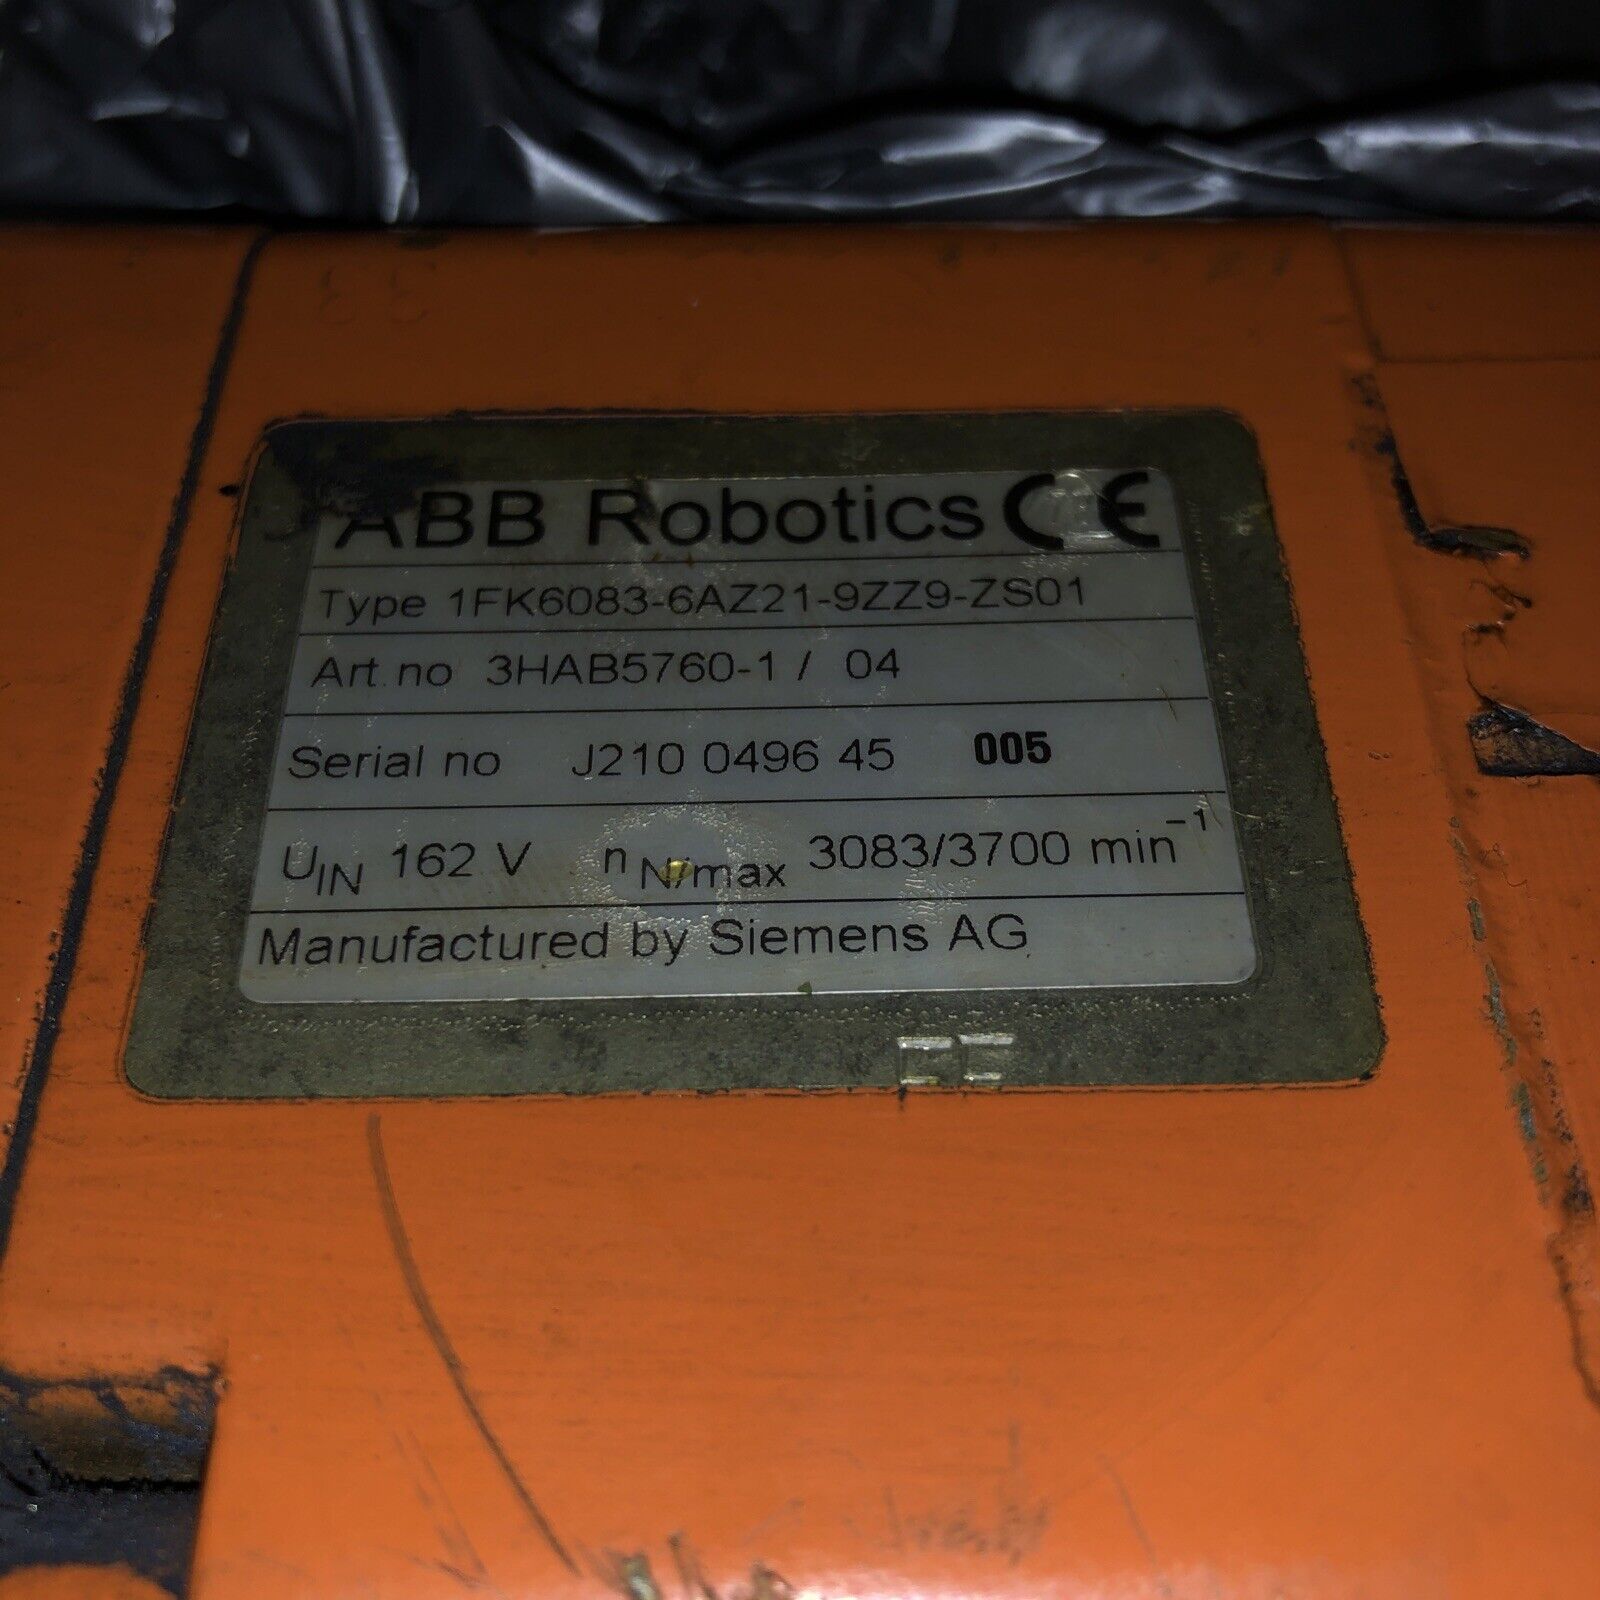 ABB Robotics CE
Type 1FK6083-6AZ21-9ZZ9-ZS01
Art. no 3HAB5760-1 / 04
Serial no J210 0496 45 005
UIN 162 V n N/max 3083/3700 min⁻¹
Manufactured by Siemens AG